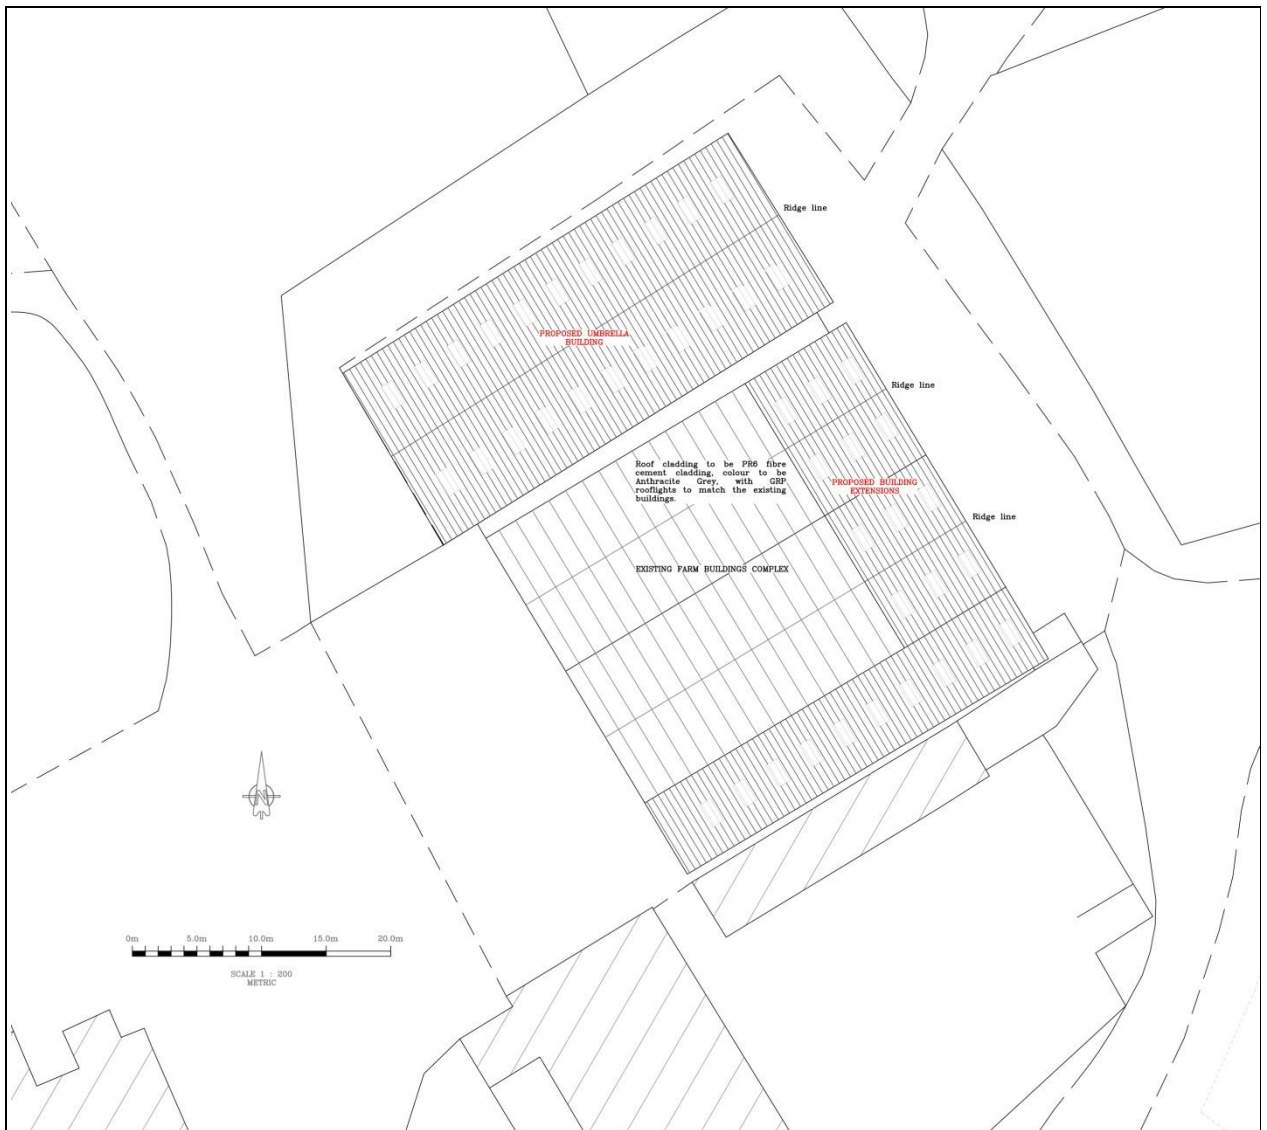 Ridge line
PROPOSED UMBRELLA
BUILDING
Ridge line
Roof cladding to be PR6 fibre
cement cladding, colour to be
Anthracite Grey, with GRP
rooflights to match the existing
buildings.
PROPOSED BUILDING
EXTENSIONS
Ridge line
EXISTING FARM BUILDINGS COMPLEX
N
0m 5.0m 10.0m 15.0m 20.0m
SCALE 1 : 200
METRIC